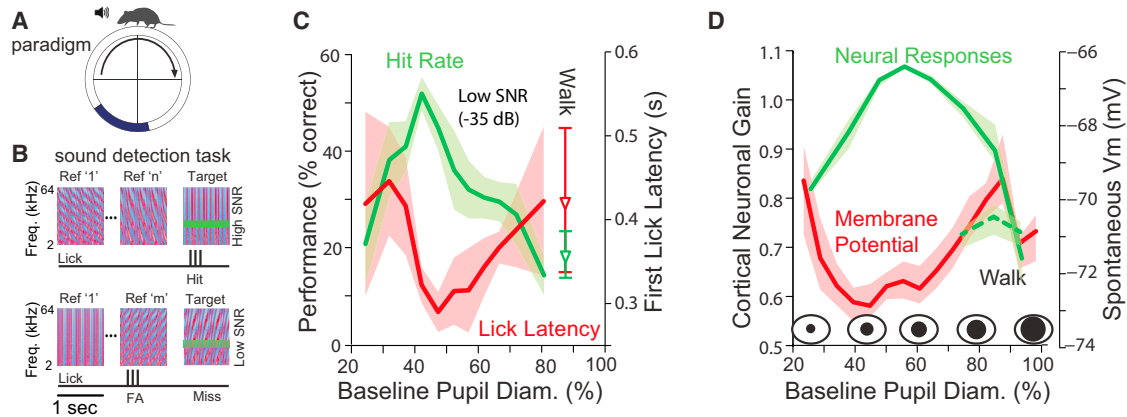 A
paradigm
B
sound detection task
Ref '1' Ref 'n' Target
Freq. (kHz)
64
2
...
High SNR
Lick
Hit
Ref '1' Ref 'm' Target
Freq. (kHz)
64
2
...
Low SNR
Lick
1 sec FA Miss
C
Hit Rate
Low SNR
(-35 dB)
Walk
Lick Latency
Performance (% correct)
60
40
20
0
First Lick Latency (s)
0.6
0.5
0.4
0.3
20 40 60 80 100
Baseline Pupil Diam. (%)
D
Neural Responses
Membrane
Potential
Walk
Cortical Neuronal Gain
1.1
1.0
0.9
0.8
0.7
0.6
0.5
Spontaneous Vm (mV)
−66
−68
−70
−72
−74
20 40 60 80 100
Baseline Pupil Diam. (%)